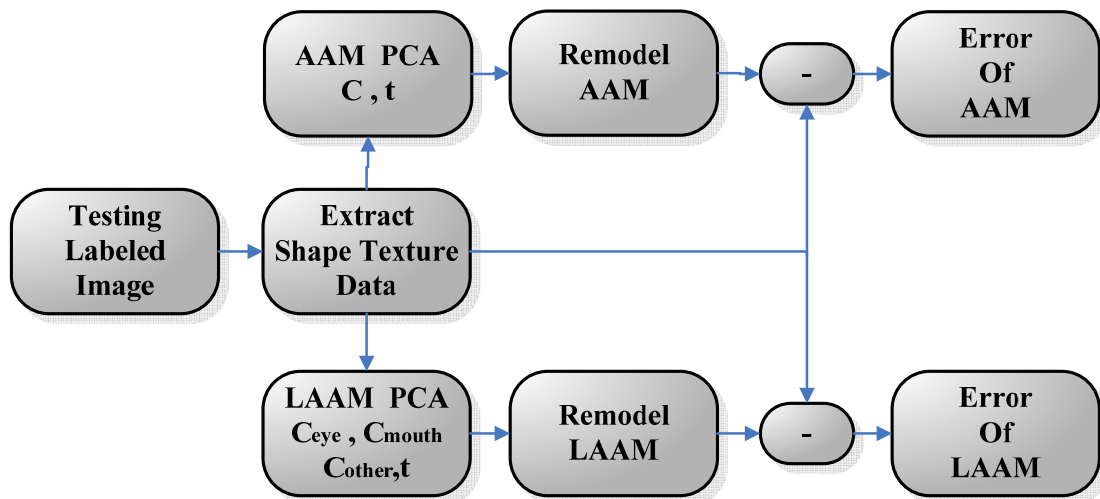 AAM PCA
C , t
Remodel
AAM
-
Error
Of
AAM
Testing
Labeled
Image
Extract
Shape Texture
Data
LAAM PCA
Ceye , Cmouth
Cother,t
Remodel
LAAM
-
Error
Of
LAAM